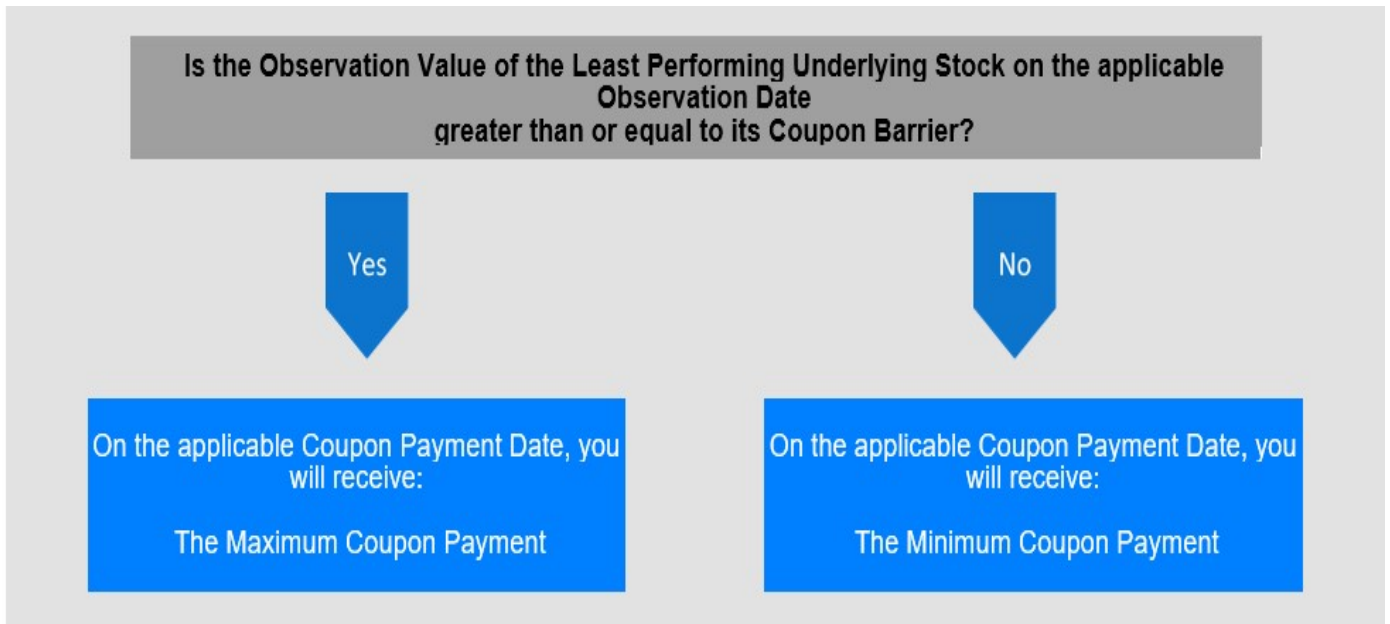 Is the Observation Value of the Least Performing Underlying Stock on the applicable
Observation Date
greater than or equal to its Coupon Barrier?
Yes
No
On the applicable Coupon Payment Date, you
will receive:
The Maximum Coupon Payment
On the applicable Coupon Payment Date, you
will receive:
The Minimum Coupon Payment